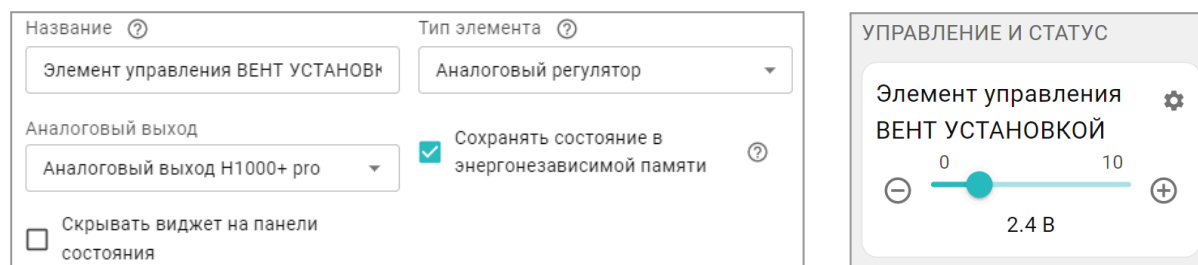 Название
Тип элемента
Элемент управления ВЕНТ УСТАНОВК
Аналоговый регулятор
Аналоговый выход
Аналоговый выход H1000+ pro
Сохранять состояние в
энергонезависимой памяти
Скрывать виджет на панели
состояния
УПРАВЛЕНИЕ И СТАТУС
Элемент управления
ВЕНТ УСТАНОВКОЙ
0 10
2.4 В